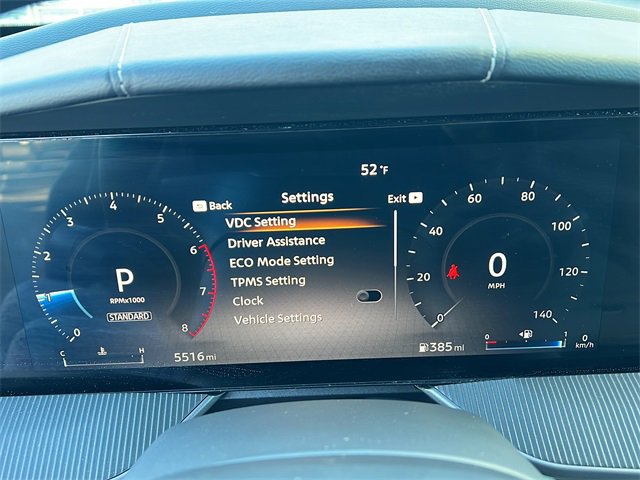 52°F
Back Settings Exit
VDC Setting
Driver Assistance
ECO Mode Setting
TPMS Setting
Clock
Vehicle Settings
0 1 2 3 4 5 6 7 8
P
RPMx1000
STANDARD
C H
5516 mi
0 20 40 60 80 100 120 140
0
MPH
385 mi
0 1
0
km/h